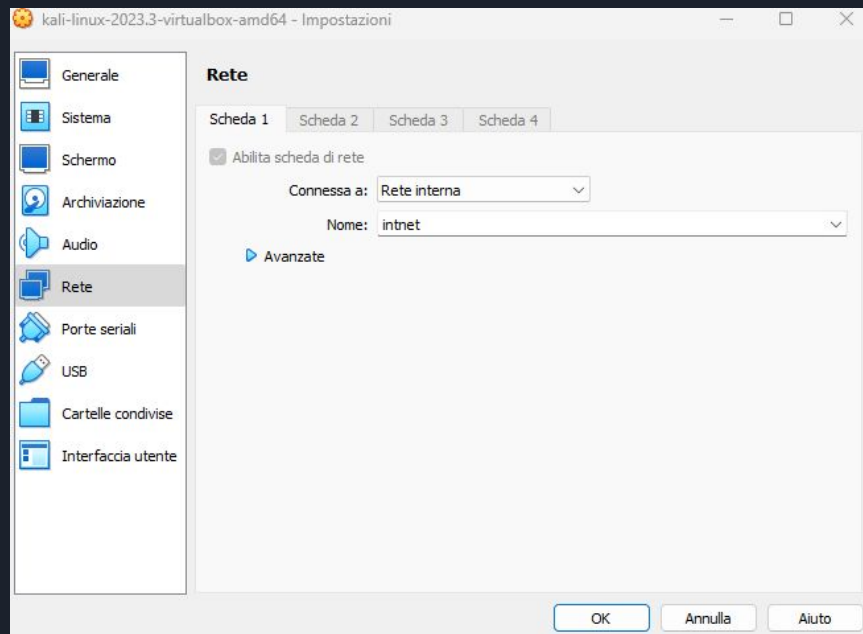 kali-linux-2023.3-virtualbox-amd64 - Impostazioni
Generale
Sistema
Schermo
Archiviazione
Audio
Rete
Porte seriali
USB
Cartelle condivise
Interfaccia utente
Rete
Scheda 1 Scheda 2 Scheda 3 Scheda 4
Abilita scheda di rete
Connessa a: Rete interna
Nome: intnet
Avanzate
OK Annulla Aiuto